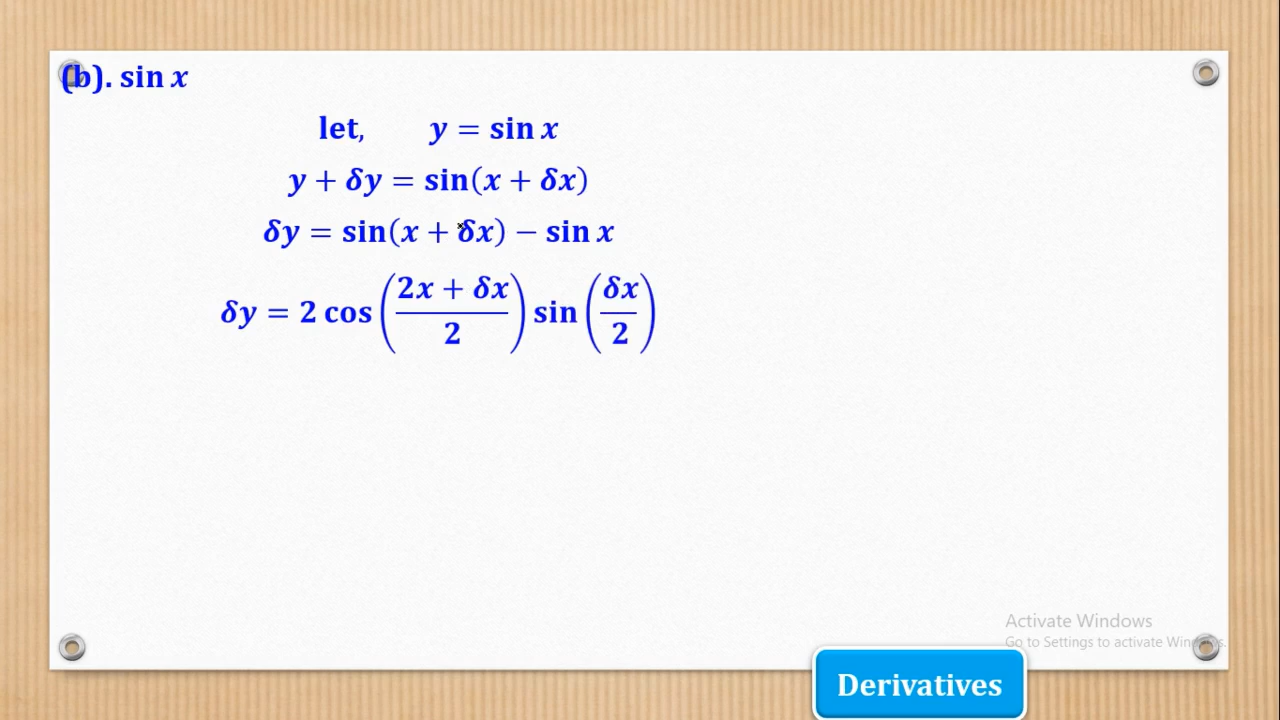 (b). sin x
let, y = sin x
y + δy = sin(x + δx)
δy = sin(x + δx) − sin x
δy = 2 cos((2x + δx)/2) sin(δx/2)
Activate Windows
Go to Settings to activate Windows.
Derivatives